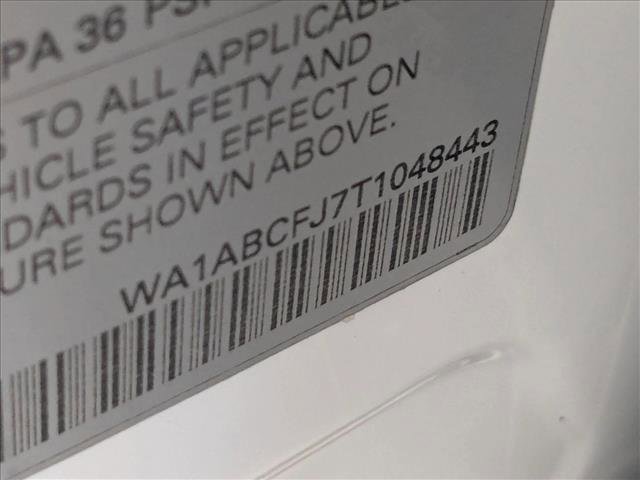 PA 36 PS
S TO ALL APPLICABLE
HICLE SAFETY AND
DARDS IN EFFECT ON
URE SHOWN ABOVE.
WA1ABCFJ7T1048443